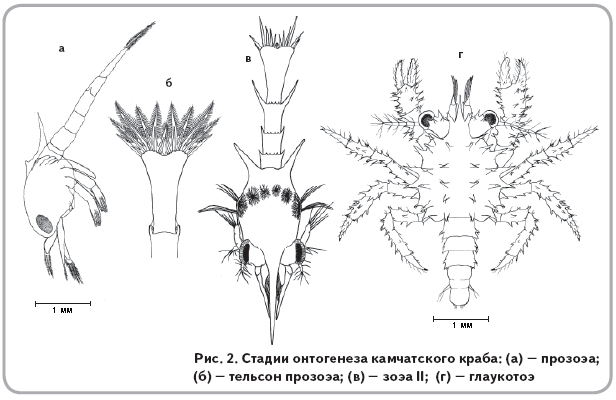 а
б
в
г
1 мм
1 мм
Рис. 2. Стадии онтогенеза камчатского краба: (а) – прозоэа;
(б) – тельсон прозоэа; (в) – зоэа II; (г) – глаукотоэ